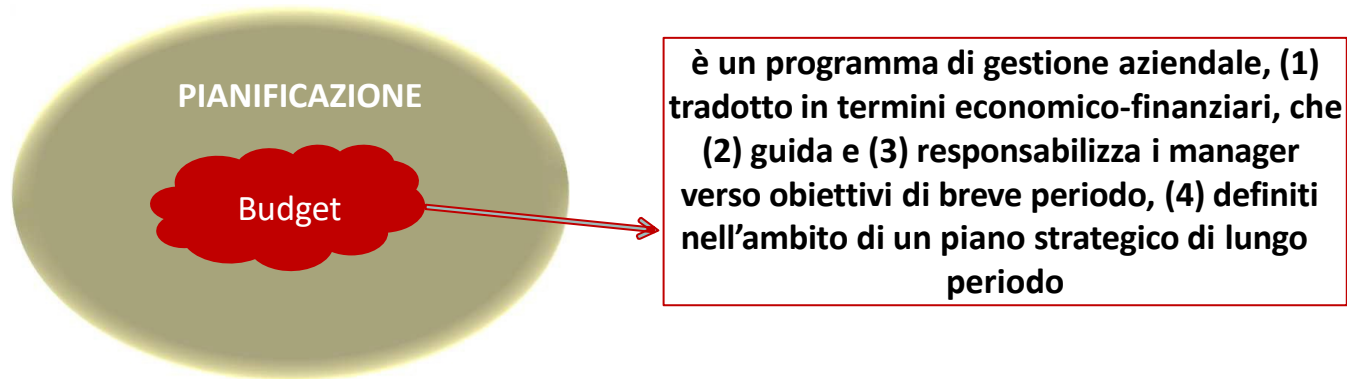 PIANIFICAZIONE
Budget
è un programma di gestione aziendale, (1)
tradotto in termini economico-finanziari, che
(2) guida e (3) responsabilizza i manager
verso obiettivi di breve periodo, (4) definiti
nell’ambito di un piano strategico di lungo
periodo